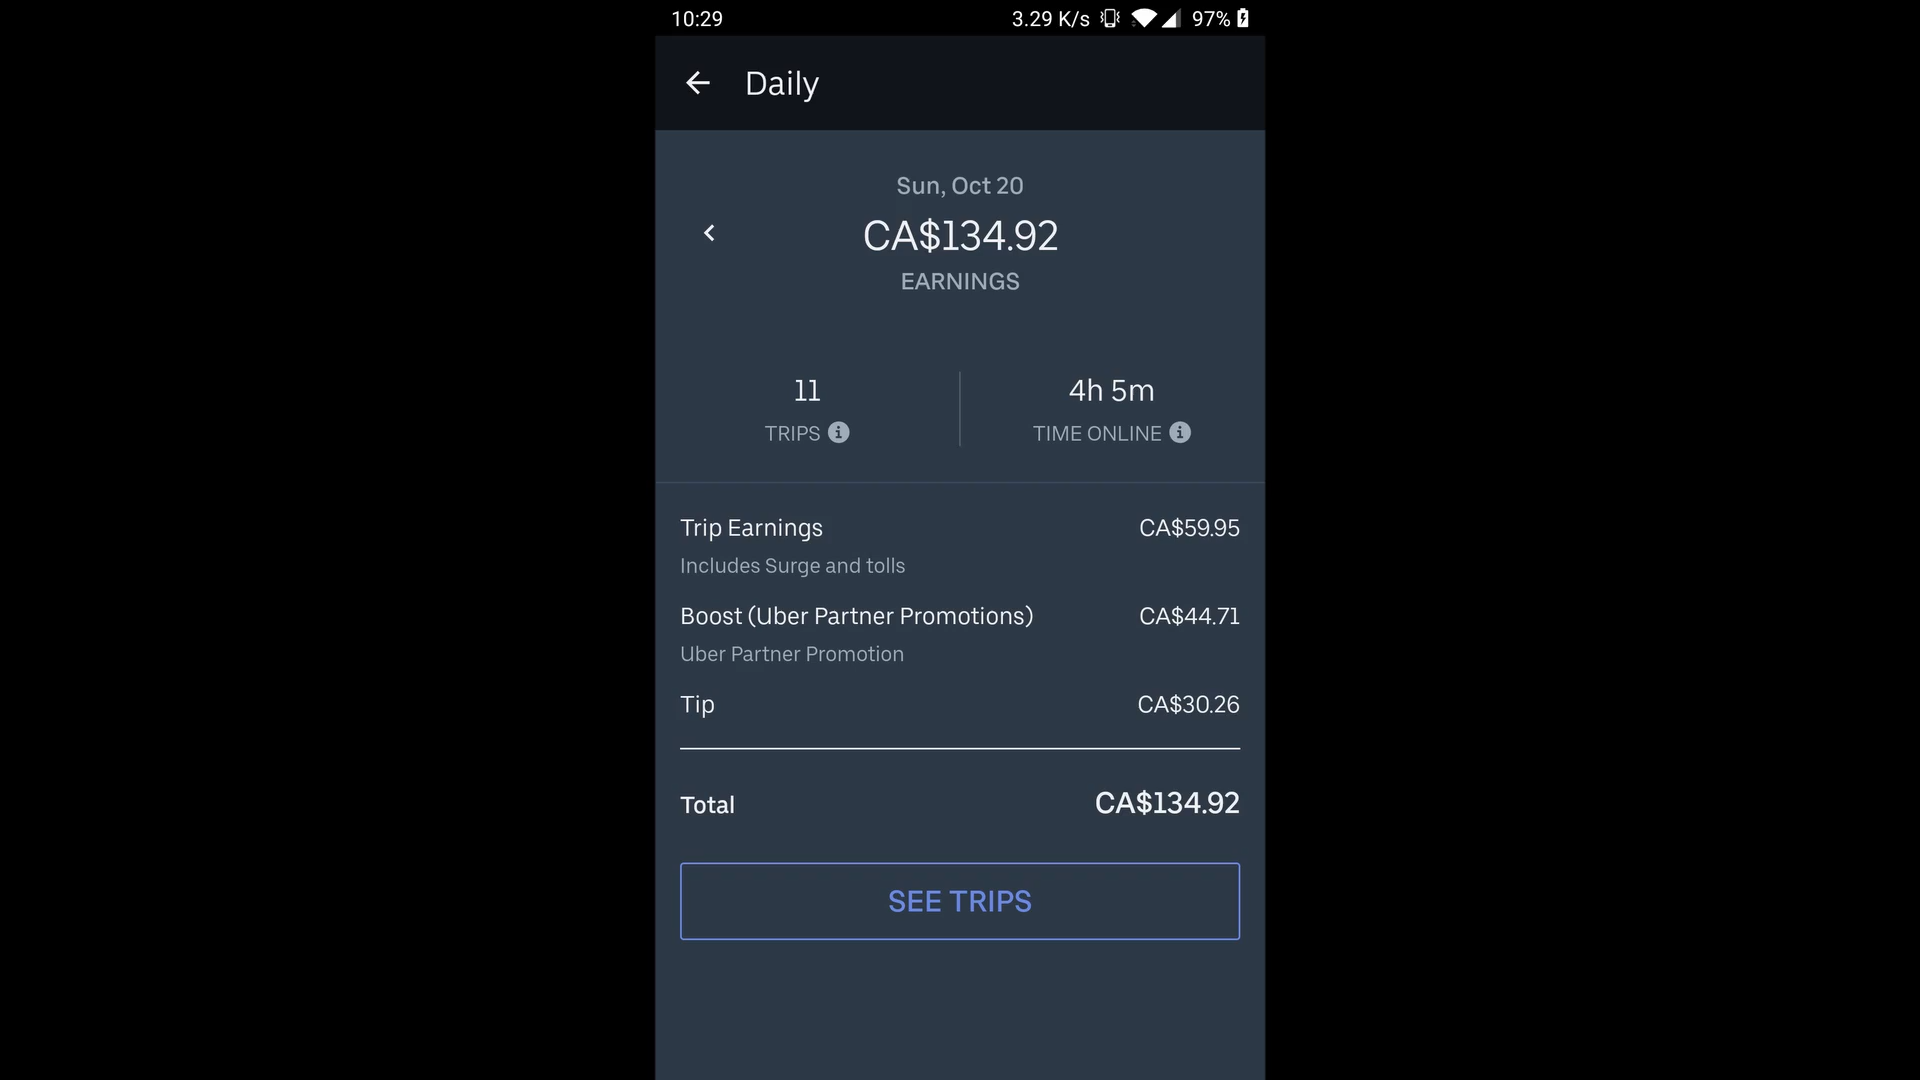 10:29 3.29 K/s 97%
Daily
Sun, Oct 20
CA$134.92
EARNINGS
11
TRIPS
4h 5m
TIME ONLINE
Trip Earnings CA$59.95
Includes Surge and tolls
Boost (Uber Partner Promotions) CA$44.71
Uber Partner Promotion
Tip CA$30.26
Total CA$134.92
SEE TRIPS